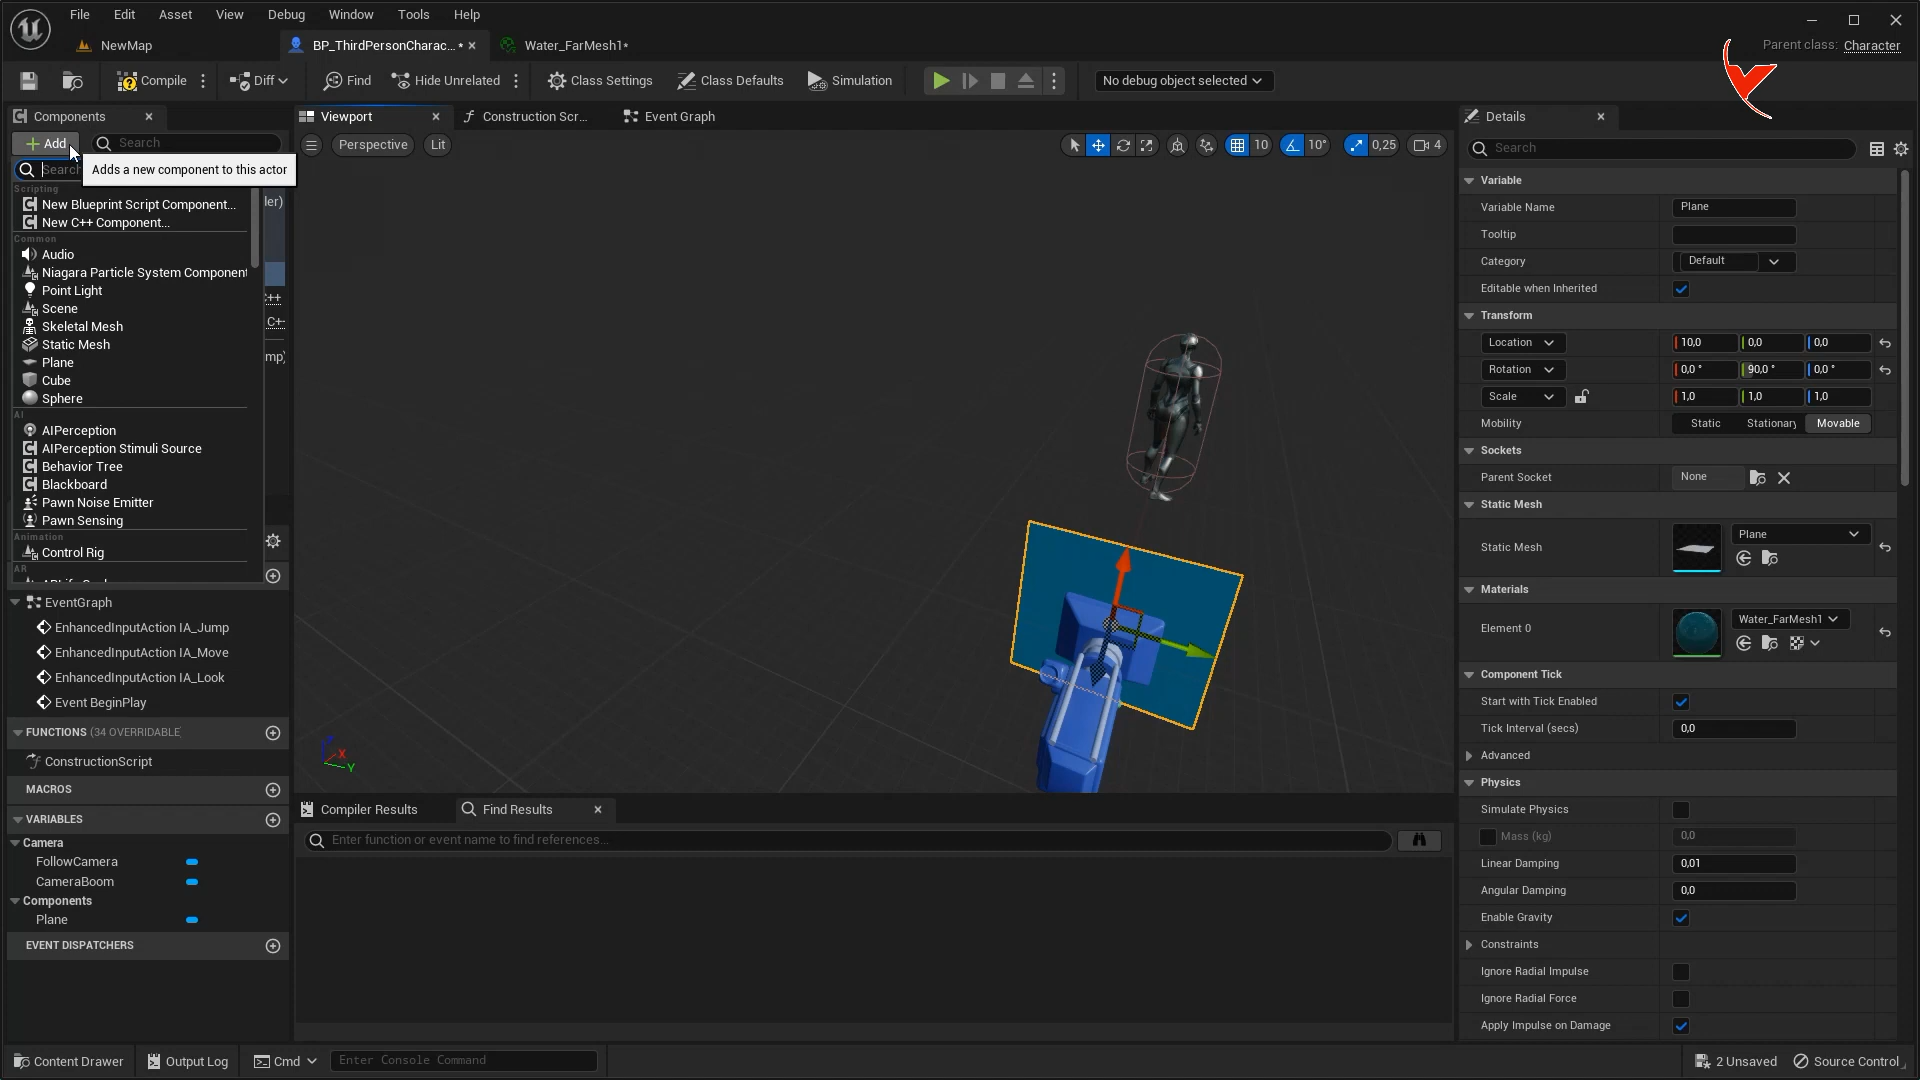 File Edit Asset View Debug Window Tools Help
NewMap
BP_ThirdPersonCharac... *
Water_FarMesh1*
Parent class: Character
Compile
Diff
Find
Hide Unrelated
Class Settings
Class Defaults
Simulation
No debug object selected
Components
Add
Search
Search
Adds a new component to this actor
Scripting
New Blueprint Script Component...
New C++ Component...
Common
Audio
Niagara Particle System Component
Point Light
Scene
Skeletal Mesh
Static Mesh
Plane
Cube
Sphere
AI
AIPerception
AIPerception Stimuli Source
Behavior Tree
Blackboard
Pawn Noise Emitter
Pawn Sensing
Animation
Control Rig
AR
ler)
C++
mp)
EventGraph
EnhancedInputAction IA_Jump
EnhancedInputAction IA_Move
EnhancedInputAction IA_Look
Event BeginPlay
FUNCTIONS (34 OVERRIDABLE
ConstructionScript
MACROS
VARIABLES
Camera
FollowCamera
CameraBoom
Components
Plane
EVENT DISPATCHERS
Viewport
Construction Scr...
Event Graph
Perspective
Lit
10
10°
0,25
4
X
Y
Compiler Results
Find Results
Enter function or event name to find references...
Details
Search
Variable
Variable Name Plane
Tooltip
Category Default
Editable when Inherited
Transform
Location 10,0 0,0 0,0
Rotation 0,0 ° 90,0 ° 0,0 °
Scale 1,0 1,0 1,0
Mobility Static Stationary Movable
Sockets
Parent Socket None
Static Mesh
Static Mesh Plane
Materials
Element 0 Water_FarMesh1
Component Tick
Start with Tick Enabled
Tick Interval (secs) 0,0
Advanced
Physics
Simulate Physics
Mass (kg) 0,0
Linear Damping 0,01
Angular Damping 0,0
Enable Gravity
Constraints
Ignore Radial Impulse
Ignore Radial Force
Apply Impulse on Damage
Content Drawer
Output Log
Cmd
Enter Console Command
2 Unsaved
Source Control